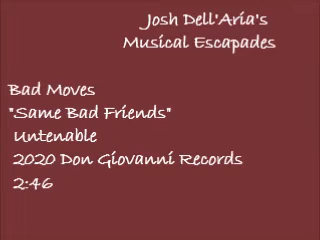 Josh Dell'Aria's
Musical Escapades
Bad Moves
"Same Bad Friends"
Untenable
2020 Don Giovanni Records
2:46